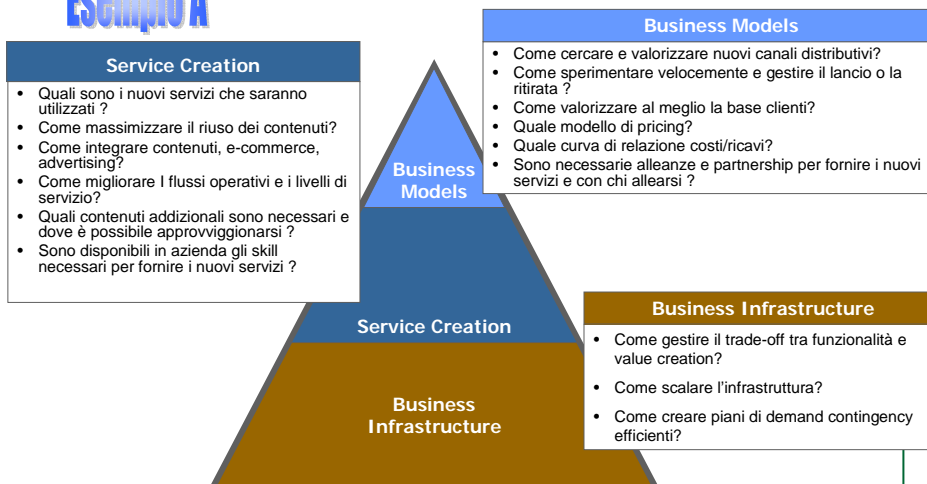 Esempio A
Service Creation
• Quali sono i nuovi servizi che saranno
utilizzati ?
• Come massimizzare il riuso dei contenuti?
• Come integrare contenuti, e-commerce,
advertising?
• Come migliorare I flussi operativi e i livelli di
servizio?
• Quali contenuti addizionali sono necessari e
dove è possibile approvviggionarsi ?
• Sono disponibili in azienda gli skill
necessari per fornire i nuovi servizi ?
Business Models
• Come cercare e valorizzare nuovi canali distributivi?
• Come sperimentare velocemente e gestire il lancio o la
ritirata ?
• Come valorizzare al meglio la base clienti?
• Quale modello di pricing?
• Quale curva di relazione costi/ricavi?
• Sono necessarie alleanze e partnership per fornire i nuovi
servizi e con chi allearsi ?
Business
Models
Service Creation
Business
Infrastructure
Business Infrastructure
• Come gestire il trade-off tra funzionalità e
value creation?
• Come scalare l'infrastruttura?
• Come creare piani di demand contingency
efficienti?